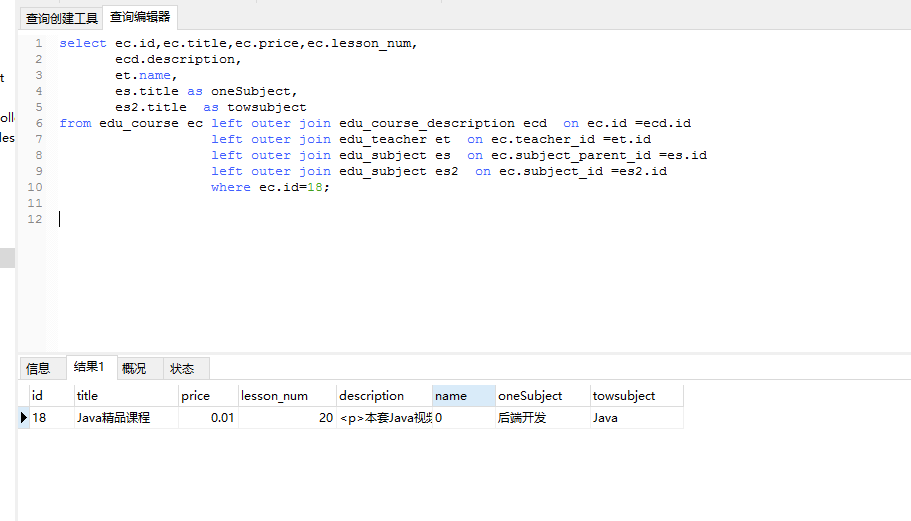 查询创建工具 查询编辑器
1 select ec.id,ec.title,ec.price,ec.lesson_num,
2 ecd.description,
t
3 et.name,
4 es.title as oneSubject,
5 es2.title  as towsubject
oll
6 from edu_course ec left outer join edu_course_description ecd  on ec.id =ecd.id
les
7 left outer join edu_teacher et  on ec.teacher_id =et.id
8 left outer join edu_subject es  on ec.subject_parent_id =es.id
9 left outer join edu_subject es2  on ec.subject_id =es2.id
10 where ec.id=18;
11
12
信息 结果1 概况 状态
id title price lesson_num description name oneSubject towsubject
18 Java精品课程 0.01 20 <p>本套Java视频 0 后端开发 Java